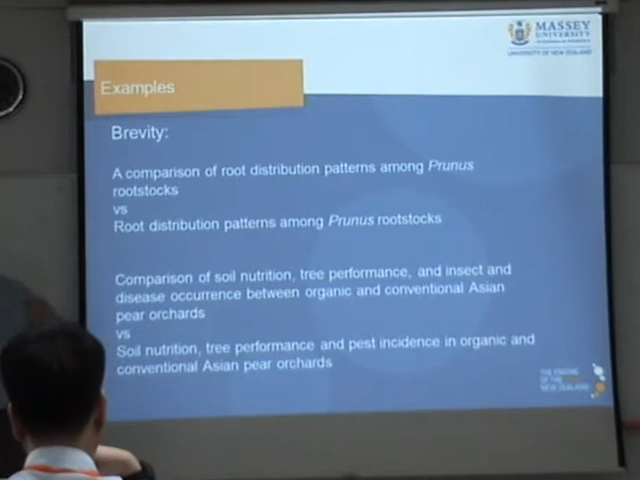 MASSEY
UNIVERSITY
UNIVERSITY OF NEW ZEALAND
Examples
Brevity:
A comparison of root distribution patterns among Prunus
rootstocks
vs
Root distribution patterns among Prunus rootstocks
Comparison of soil nutrition, tree performance, and insect and
disease occurrence between organic and conventional Asian
pear orchards
vs
Soil nutrition, tree performance and pest incidence in organic and
conventional Asian pear orchards
THE ENGINE
OF THE
NEW ZEALAND